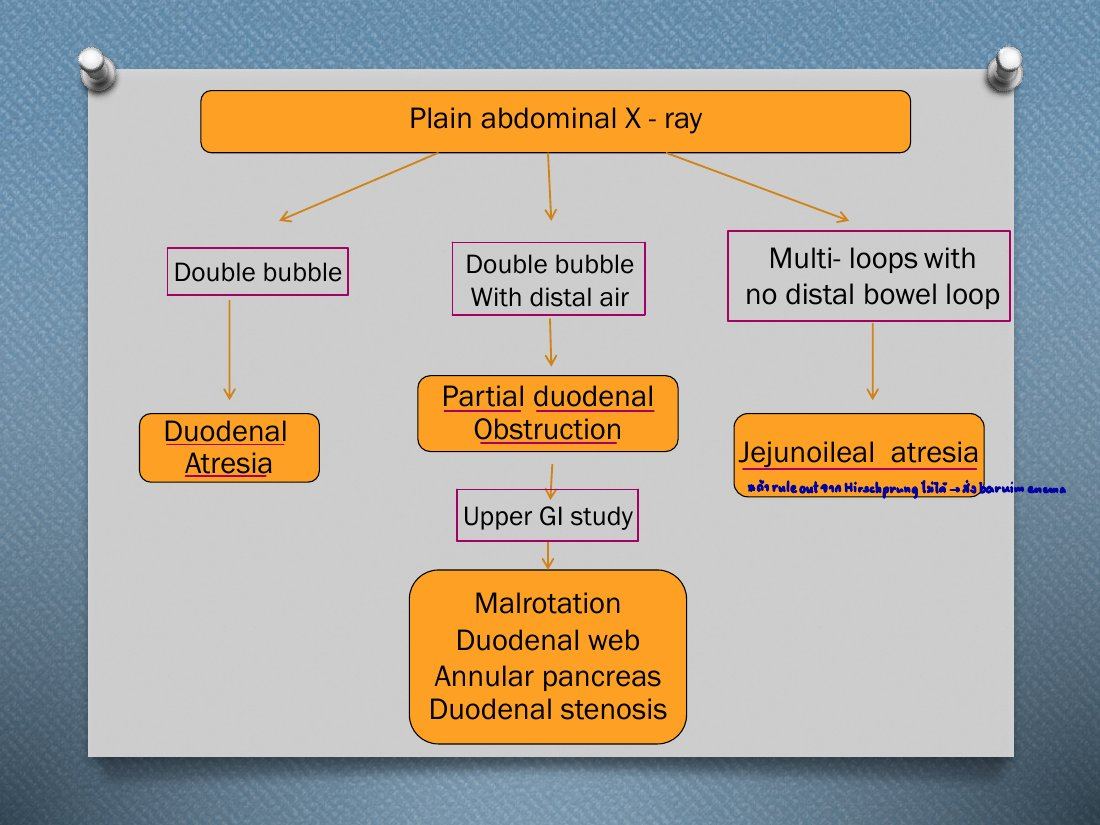 Plain abdominal X - ray
Double bubble
Double bubble
With distal air
Multi- loops with
no distal bowel loop
Duodenal
Atresia
Partial duodenal
Obstruction
Jejunoileal atresia
*ถ้า rule out จาก Hirschprung ไม่ได้ → ส่ง baruim enema
Upper GI study
Malrotation
Duodenal web
Annular pancreas
Duodenal stenosis